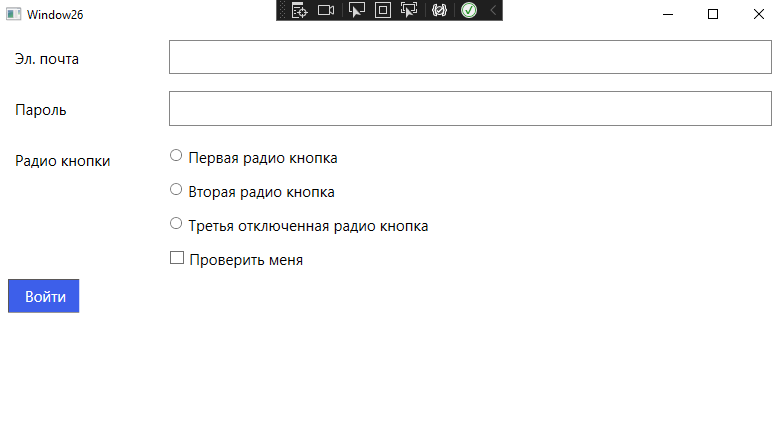 Window26
Эл. почта
Пароль
Радио кнопки
Первая радио кнопка
Вторая радио кнопка
Третья отключенная радио кнопка
Проверить меня
Войти